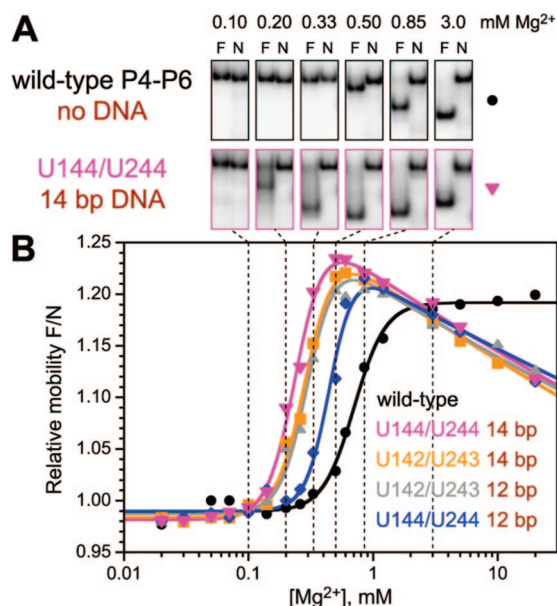 A
0.10 0.20 0.33 0.50 0.85 3.0 mM Mg²⁺
F N F N F N F N F N F N
wild-type P4-P6
no DNA
U144/U244
14 bp DNA
B
1.25
1.20
1.15
1.10
1.05
1.00
0.95
Relative mobility F/N
wild-type
U144/U244 14 bp
U142/U243 14 bp
U142/U243 12 bp
U144/U244 12 bp
0.01 0.1 1 10
[Mg²⁺], mM